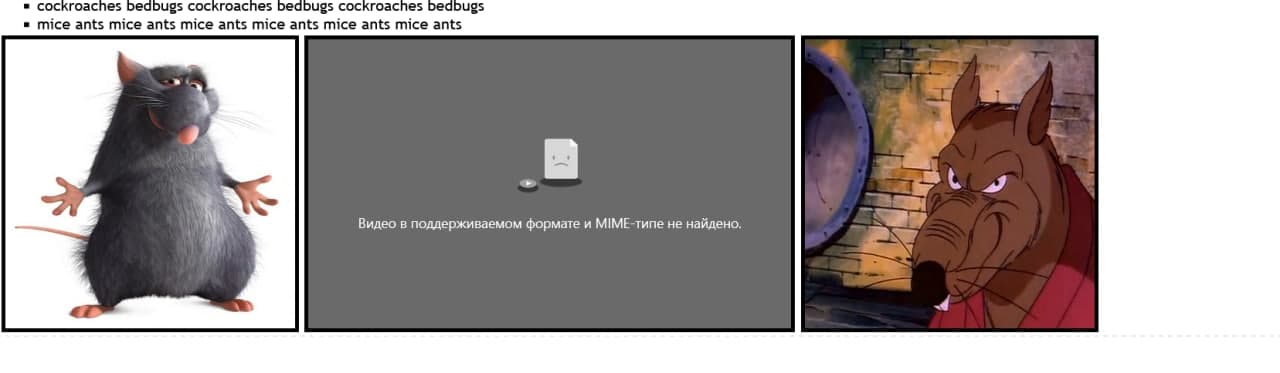 cockroaches bedbugs cockroaches bedbugs cockroaches bedbugs
mice ants mice ants mice ants mice ants mice ants mice ants
Видео в поддерживаемом формате и MIME-типе не найдено.